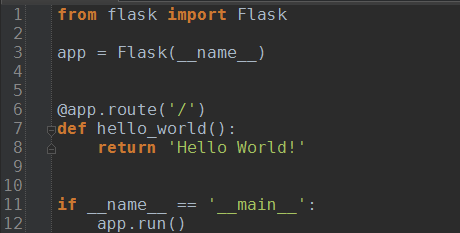 1 from flask import Flask
2
3 app = Flask(__name__)
4
5
6 @app.route('/')
7 def hello_world():
8     return 'Hello World!'
9
10
11 if __name__ == '__main__':
12     app.run()